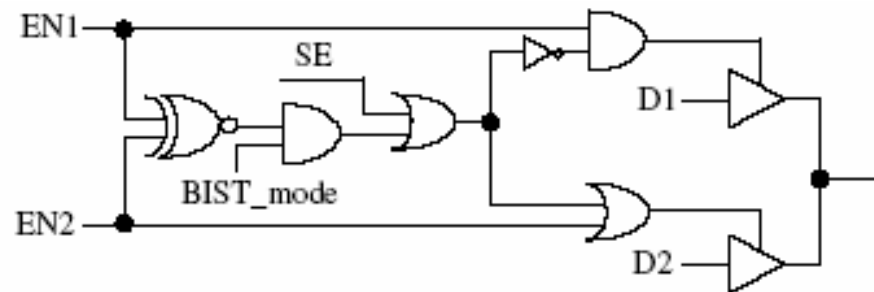 EN1
SE
D1
BIST_mode
EN2
D2